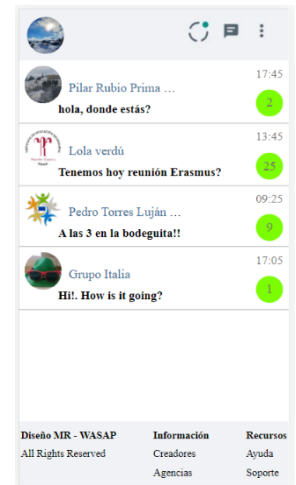 17:45
Pilar Rubio Prima ...
2
hola, donde estás?
13:45
Lola verdú
25
Tenemos hoy reunión Erasmus?
09:25
Pedro Torres Luján ...
9
A las 3 en la bodeguita!!
17:05
Grupo Italia
1
Hi!. How is it going?
Diseño MR - WASAP Información Recursos
All Rights Reserved Creadores Ayuda
Agencias Soporte